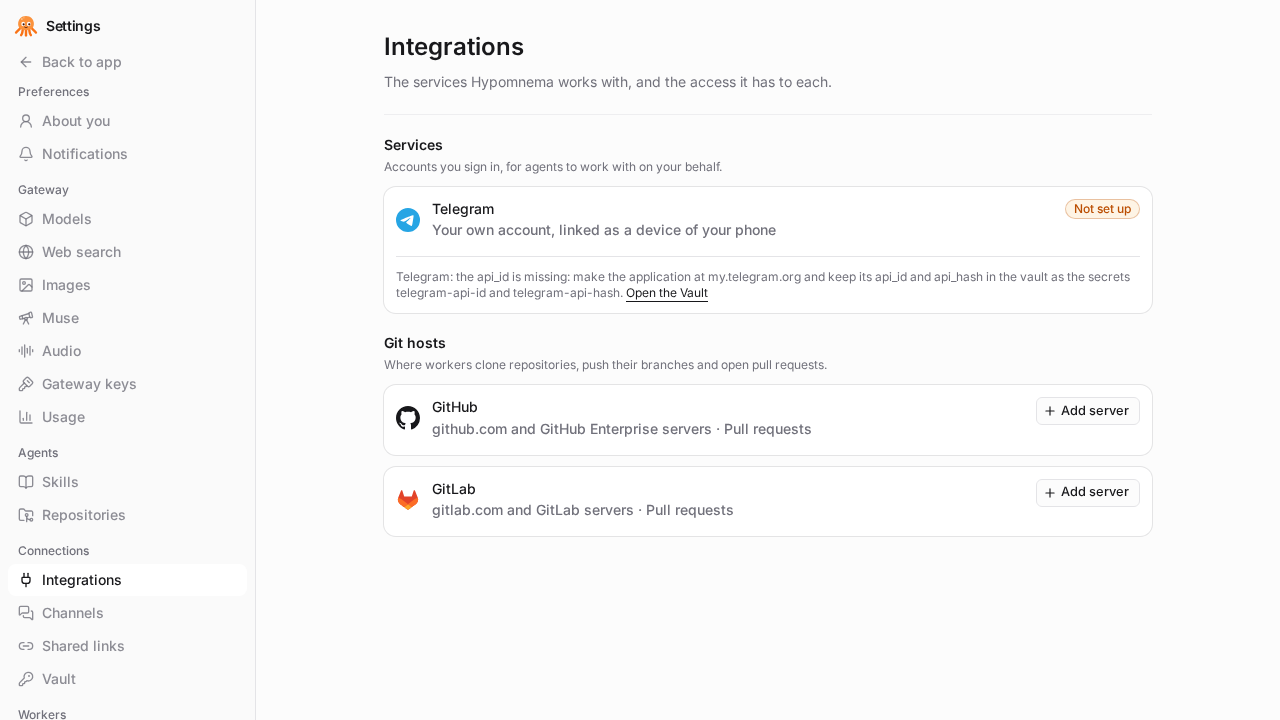 Settings
Back to app
Preferences
About you
Notifications
Gateway
Models
Web search
Images
Muse
Audio
Gateway keys
Usage
Agents
Skills
Repositories
Connections
Integrations
Channels
Shared links
Vault
Workers
Integrations
The services Hypomnema works with, and the access it has to each.
Services
Accounts you sign in, for agents to work with on your behalf.
Telegram
Not set up
Your own account, linked as a device of your phone
Telegram: the api_id is missing: make the application at my.telegram.org and keep its api_id and api_hash in the vault as the secrets
telegram-api-id and telegram-api-hash. Open the Vault
Git hosts
Where workers clone repositories, push their branches and open pull requests.
GitHub
Add server
github.com and GitHub Enterprise servers · Pull requests
GitLab
Add server
gitlab.com and GitLab servers · Pull requests